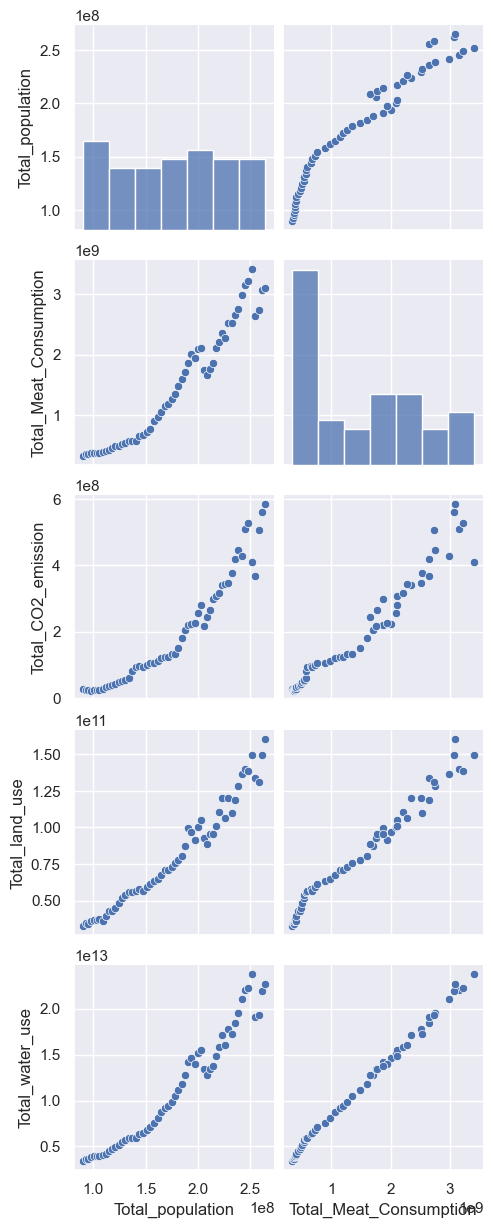 1e8
Total_population
2.5
2.0
1.5
1.0
1e9
Total_Meat_Consumption
3
2
1
1e8
Total_CO2_emission
6
4
2
0
1e11
Total_land_use
1.50
1.25
1.00
0.75
0.50
1e13
Total_water_use
2.0
1.5
1.0
0.5
1.0 1.5 2.0 2.5 1 2 3
Total_population 1e8 Total_Meat_Consumption 1e9